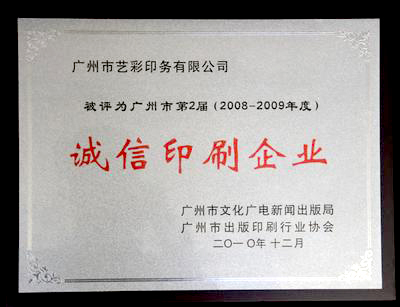 广州市艺彩印务有限公司
被评为广州市第2届(2008-2009年度)
诚信印刷企业
广州市文化广电新闻出版局
广州市出版印刷行业协会
二〇一〇年十二月